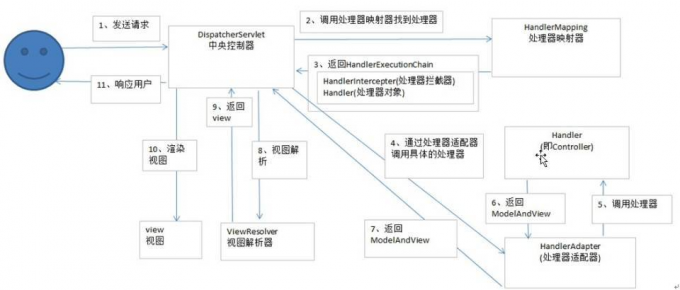 1、发送请求
DispatcherServlet
中央控制器
2、调用处理器映射器找到处理器
HandlerMapping
处理器映射器
3、返回HandlerExecutionChain
HandlerIntercepter(处理器拦截器)
Handler(处理器对象)
11、响应用户
9、返回
view
8、视图解
析
10、渲染
视图
4、通过处理器适配器
调用具体的处理器
Handler
(即Controller)
6、返回
ModelAndView
5、调用处理器
7、返回
ModelAndView
view
视图
ViewResolver
视图解析器
HandlerAdapter
(处理器适配器)